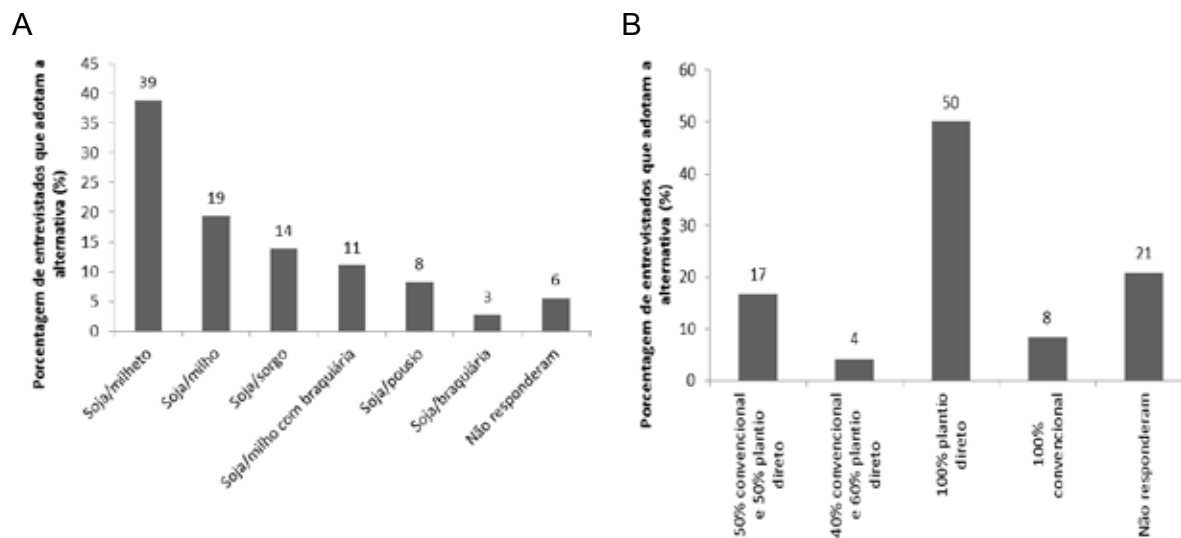 A
Porcentagem de entrevistados que adotam a
alternativa (%)
45
40
35
30
25
20
15
10
5
0
39
19
14
11
8
3
6
Soja/milheto
Soja/milho
Soja/sorgo
Soja/milho com braquiária
Soja/pousio
Soja/braquiária
Não responderam
B
Porcentagem de entrevistados que adotam a
alternativa (%)
60
50
40
30
20
10
0
17
4
50
8
21
50% convencional
e 50% plantio
direto
40% convencional
e 60% plantio
direto
100% plantio
direto
100%
convencional
Não responderam